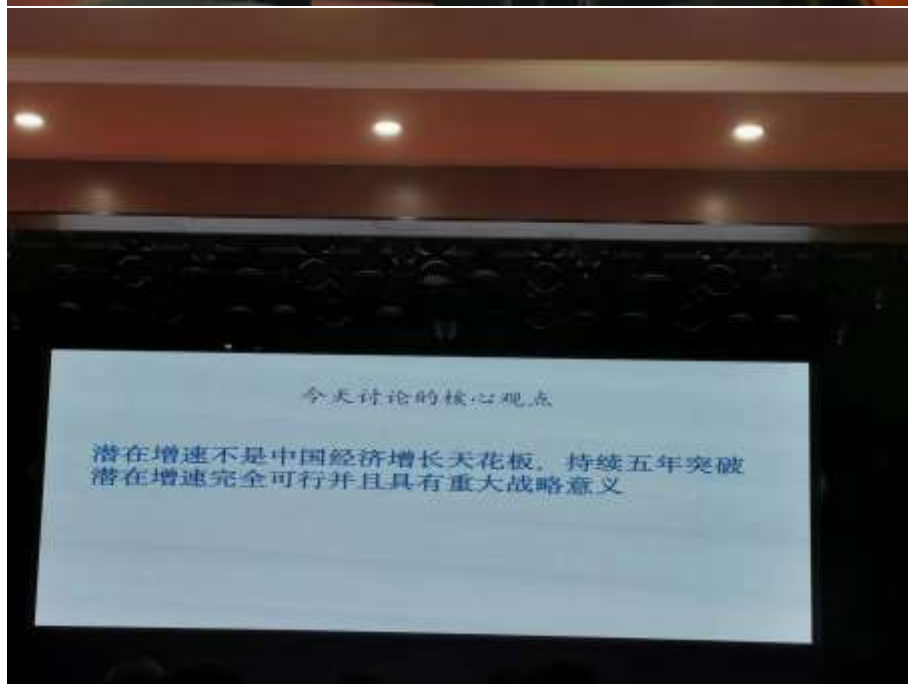 今天讨论的核心观点
潜在增速不是中国经济增长天花板，持续五年突破
潜在增速完全可行并且具有重大战略意义